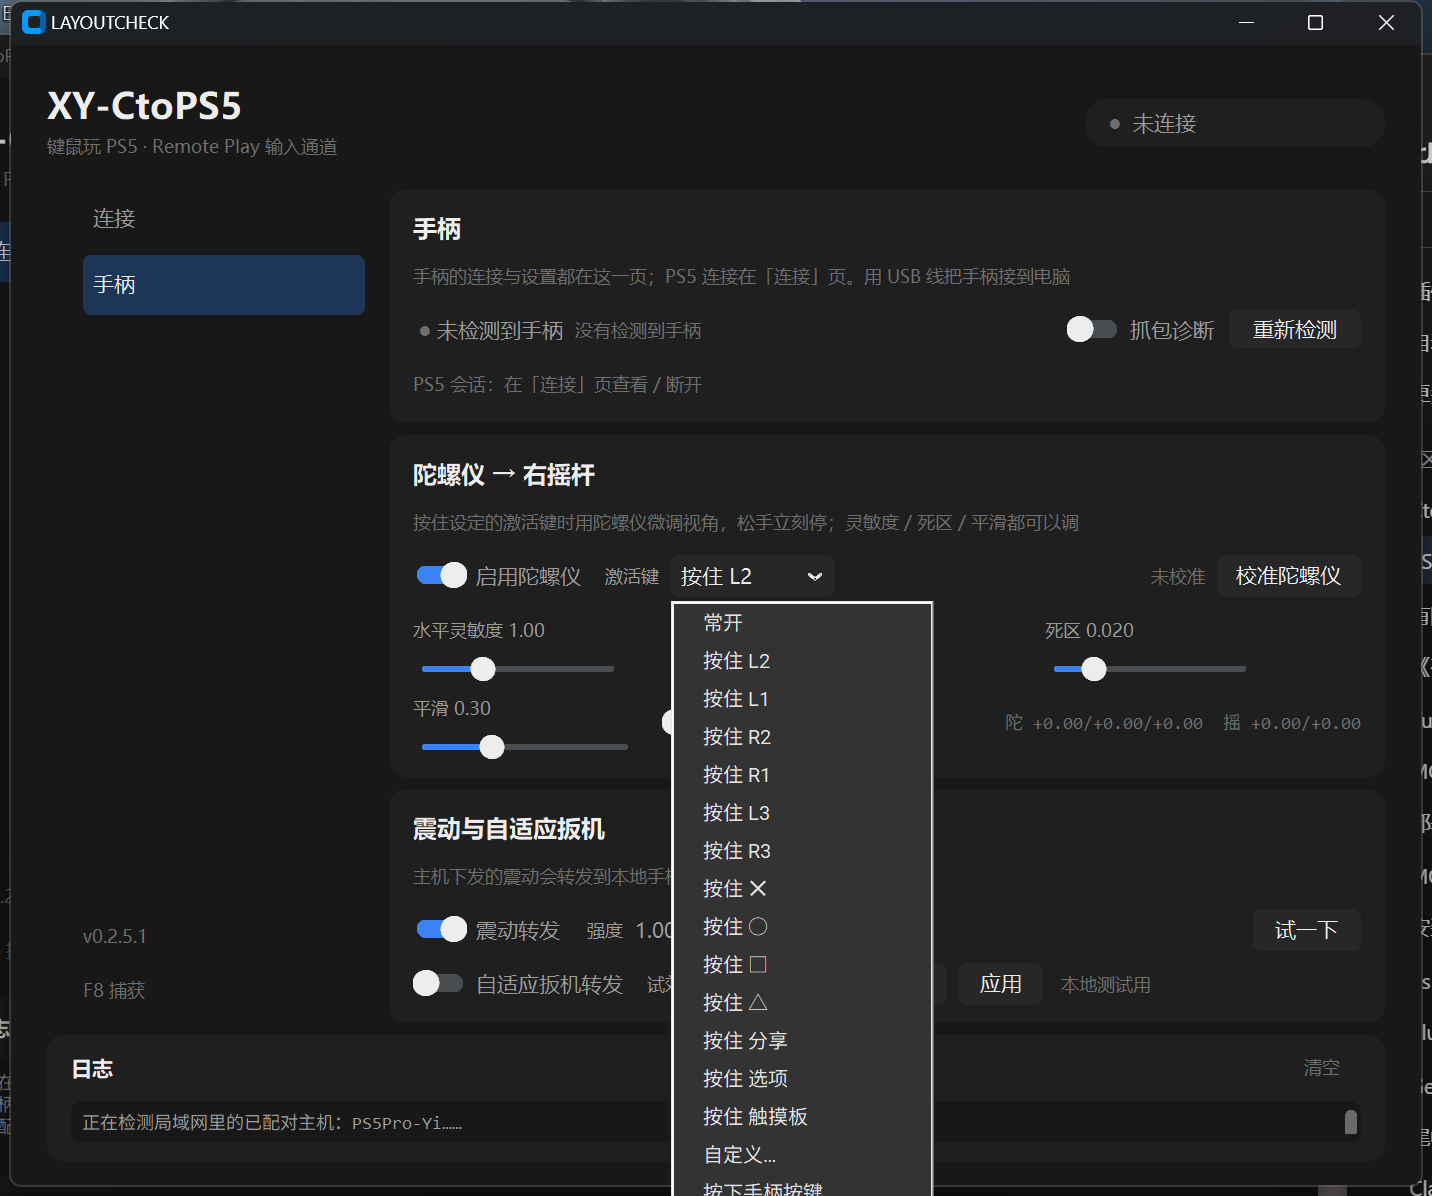 LAYOUTCHECK
XY-CtoPS5
键鼠玩 PS5 · Remote Play 输入通道
未连接
连接
手柄
手柄
手柄的连接与设置都在这一页；PS5 连接在「连接」页。用 USB 线把手柄接到电脑
未检测到手柄 没有检测到手柄
抓包诊断
重新检测
PS5 会话：在「连接」页查看 / 断开
陀螺仪 → 右摇杆
按住设定的激活键时用陀螺仪微调视角，松手立刻停；灵敏度 / 死区 / 平滑都可以调
启用陀螺仪 激活键 按住 L2
未校准 校准陀螺仪
水平灵敏度 1.00
死区 0.020
平滑 0.30
陀 +0.00/+0.00/+0.00 摇 +0.00/+0.00
常开
按住 L2
按住 L1
按住 R2
按住 R1
按住 L3
按住 R3
按住 ✕
按住 ○
按住 □
按住 △
按住 分享
按住 选项
按住 触摸板
自定义...
按下手柄按键
震动与自适应扳机
主机下发的震动会转发到本地手
震动转发 强度 1.00
试一下
自适应扳机转发 试
应用 本地测试用
v0.2.5.1
F8 捕获
日志
清空
正在检测局域网里的已配对主机：PS5Pro-Yi……